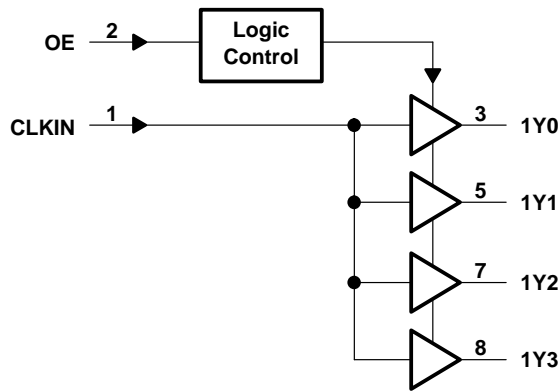 OE 2 Logic Control
CLKIN 1 3 1Y0
5 1Y1
7 1Y2
8 1Y3